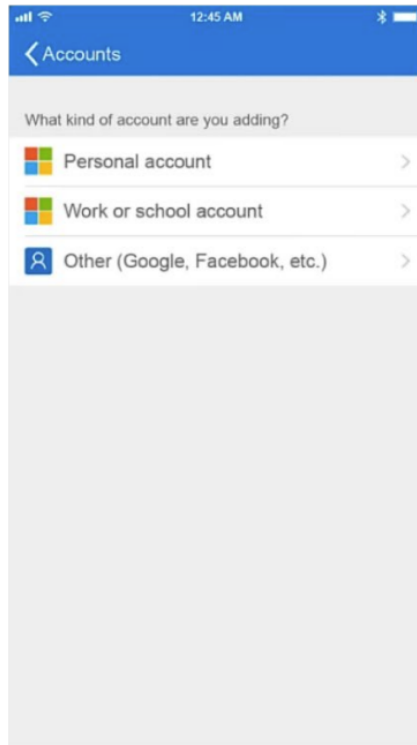 12:45 AM
Accounts
What kind of account are you adding?
Personal account
Work or school account
Other (Google, Facebook, etc.)